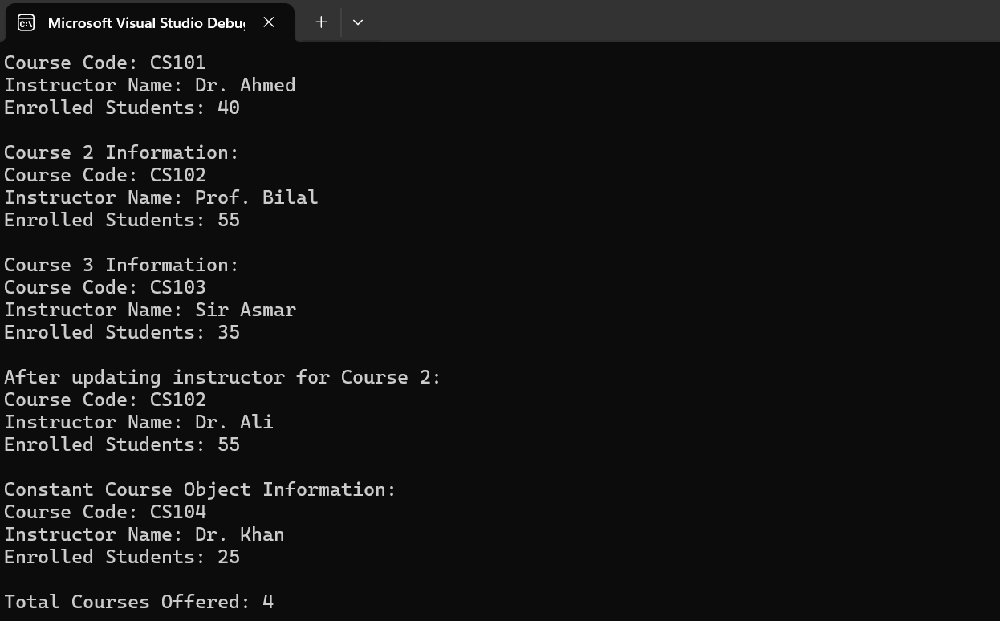 Microsoft Visual Studio Debu
Course Code: CS101
Instructor Name: Dr. Ahmed
Enrolled Students: 40

Course 2 Information:
Course Code: CS102
Instructor Name: Prof. Bilal
Enrolled Students: 55

Course 3 Information:
Course Code: CS103
Instructor Name: Sir Asmar
Enrolled Students: 35

After updating instructor for Course 2:
Course Code: CS102
Instructor Name: Dr. Ali
Enrolled Students: 55

Constant Course Object Information:
Course Code: CS104
Instructor Name: Dr. Khan
Enrolled Students: 25

Total Courses Offered: 4